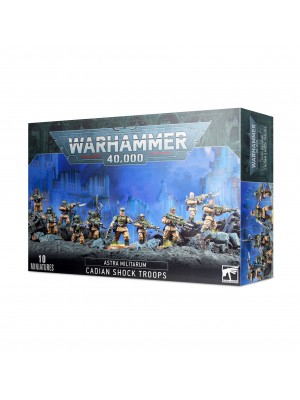 WARHAMMER
40,000
10
MINIATURES
ASTRA MILITARUM
CADIAN SHOCK TROOPS